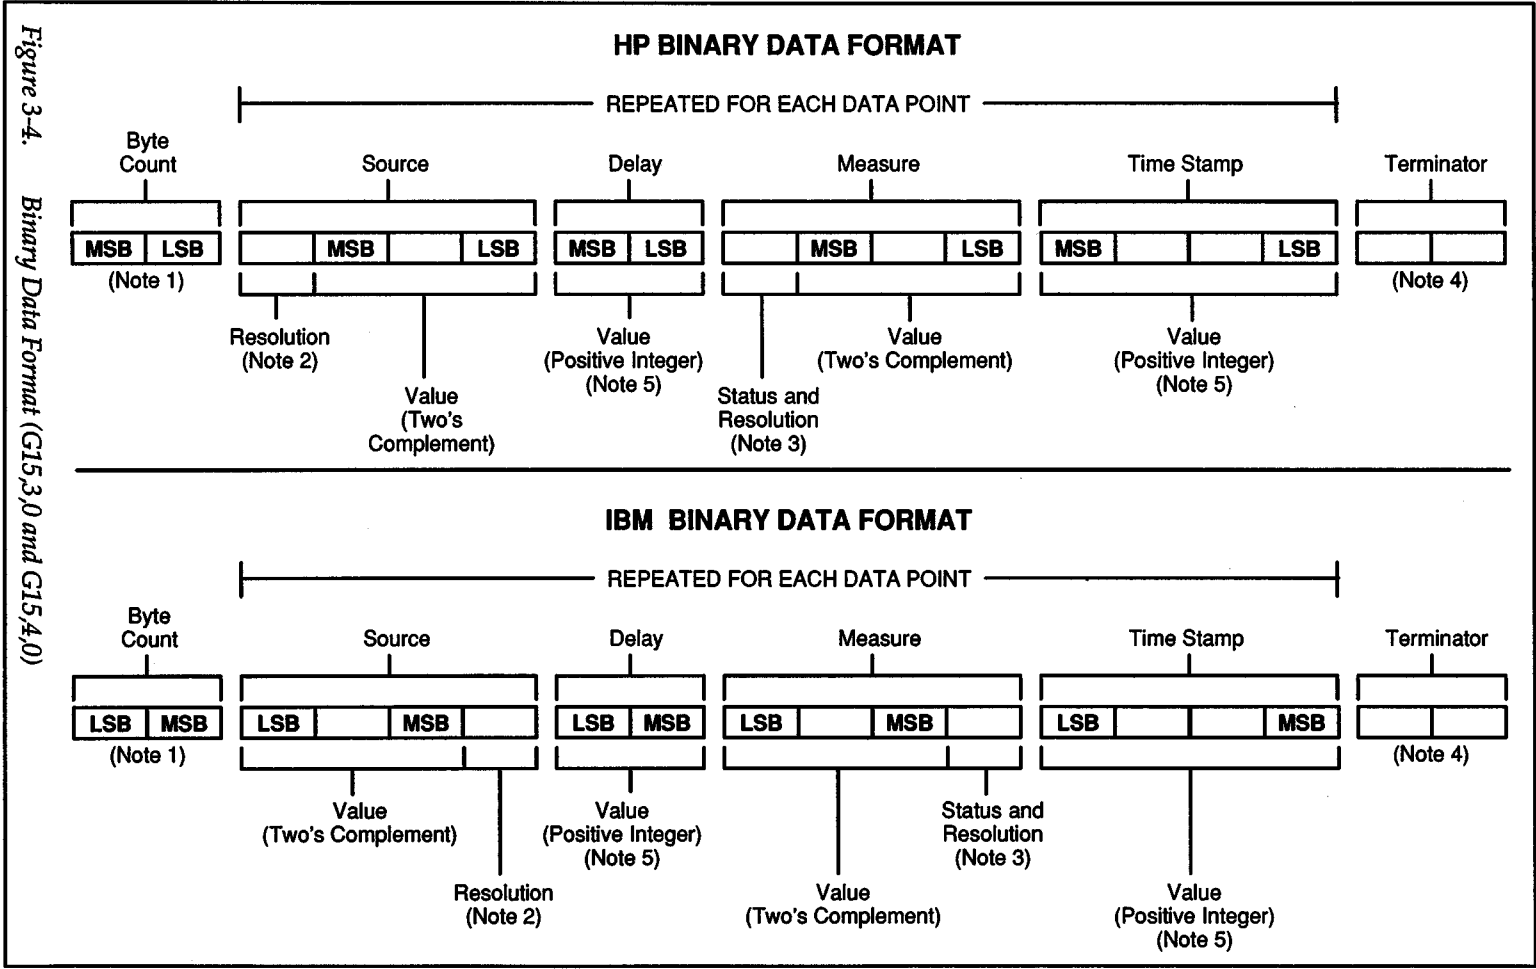 Figure 3-4. Binary Data Format (G15,3,0 and G15,4,0)
HP BINARY DATA FORMAT
REPEATED FOR EACH DATA POINT
Byte
Count
Source
Delay
Measure
Time Stamp
Terminator
MSB LSB
MSB LSB
MSB LSB
MSB LSB
MSB LSB
(Note 1)
(Note 4)
Resolution
(Note 2)
Value
(Two's
Complement)
Value
(Positive Integer)
(Note 5)
Status and
Resolution
(Note 3)
Value
(Two's Complement)
Value
(Positive Integer)
(Note 5)
IBM BINARY DATA FORMAT
REPEATED FOR EACH DATA POINT
Byte
Count
Source
Delay
Measure
Time Stamp
Terminator
LSB MSB
LSB MSB
LSB MSB
LSB MSB
LSB MSB
(Note 1)
(Note 4)
Value
(Two's Complement)
Resolution
(Note 2)
Value
(Positive Integer)
(Note 5)
Value
(Two's Complement)
Status and
Resolution
(Note 3)
Value
(Positive Integer)
(Note 5)